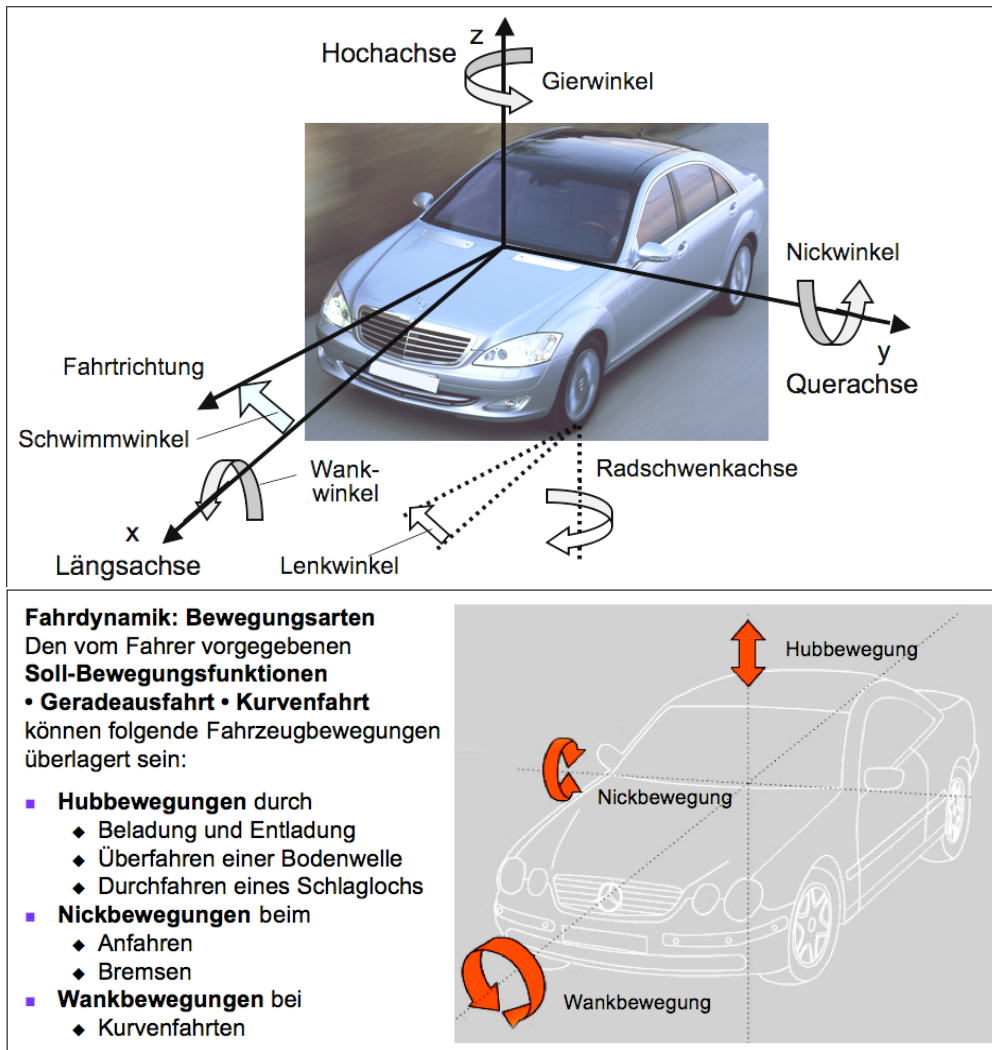 z
Hochachse
Gierwinkel
Nickwinkel
Fahrtrichtung
y
Querachse
Schwimmwinkel
Wank-
winkel
Radschwenkachse
x
Längsachse
Lenkwinkel
Fahrdynamik: Bewegungsarten
Den vom Fahrer vorgegebenen
Soll-Bewegungsfunktionen
• Geradeausfahrt • Kurvenfahrt
können folgende Fahrzeugbewegungen
überlagert sein:
■ Hubbewegungen durch
◆ Beladung und Entladung
◆ Überfahren einer Bodenwelle
◆ Durchfahren eines Schlaglochs
■ Nickbewegungen beim
◆ Anfahren
◆ Bremsen
■ Wankbewegungen bei
◆ Kurvenfahrten
Hubbewegung
Nickbewegung
Wankbewegung